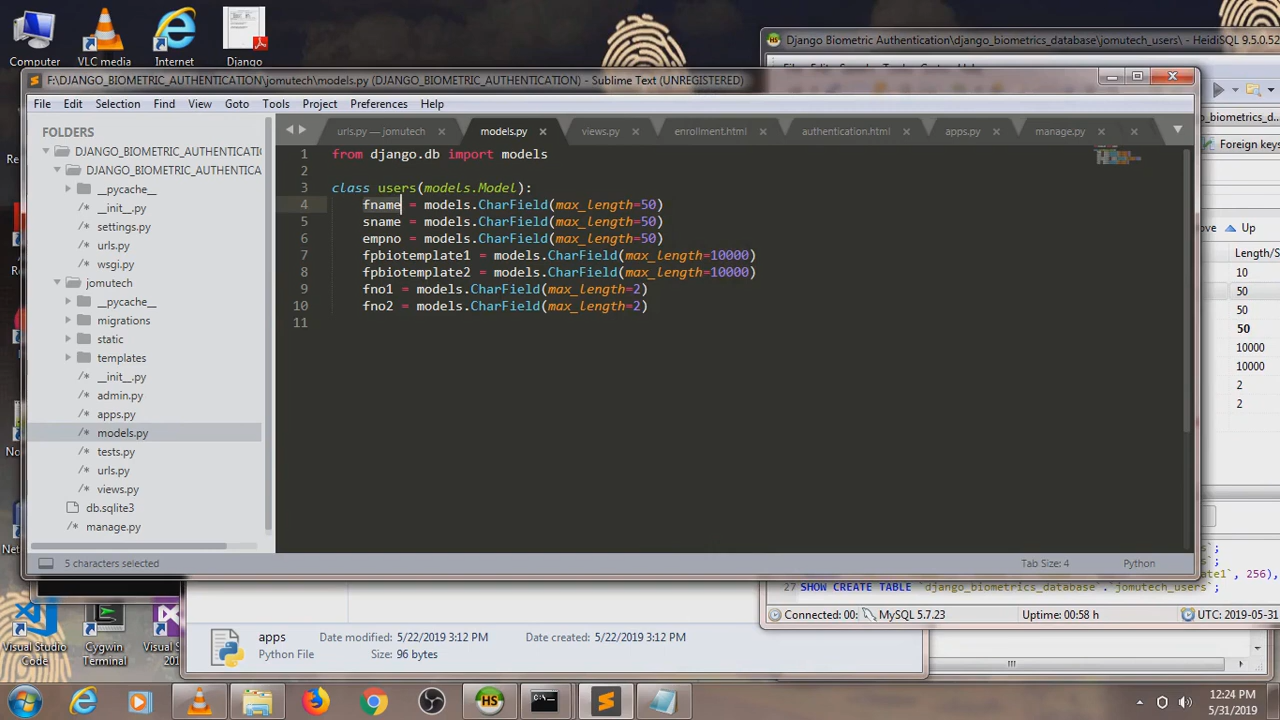 Computer
VLC media
Internet
Django
Django Biometric Authentication\django_biometrics_database\jomutech_users\ - HeidiSQL 9.5.0.52
F:\DJANGO_BIOMETRIC_AUTHENTICATION\jomutech\models.py (DJANGO_BIOMETRIC_AUTHENTICATION) - Sublime Text (UNREGISTERED)
File Edit Selection Find View Goto Tools Project Preferences Help
FOLDERS
DJANGO_BIOMETRIC_AUTHENTICATI
DJANGO_BIOMETRIC_AUTHENTICA
__pycache__
__init__.py
settings.py
urls.py
wsgi.py
jomutech
__pycache__
migrations
static
templates
__init__.py
admin.py
apps.py
models.py
tests.py
urls.py
views.py
db.sqlite3
manage.py
urls.py — jomutech
models.py
views.py
enrollment.html
authentication.html
apps.py
manage.py
1 from django.db import models
2
3 class users(models.Model):
4 fname = models.CharField(max_length=50)
5 sname = models.CharField(max_length=50)
6 empno = models.CharField(max_length=50)
7 fpbiotemplate1 = models.CharField(max_length=10000)
8 fpbiotemplate2 = models.CharField(max_length=10000)
9 fno1 = models.CharField(max_length=2)
10 fno2 = models.CharField(max_length=2)
11
5 characters selected
Tab Size: 4
Python
Foreign keys
Up
Length/S
10
50
50
50
10000
10000
2
2
27 SHOW CREATE TABLE `django_biometrics_database`.`jomutech_users`;
Connected: 00:
MySQL 5.7.23
Uptime: 00:58 h
UTC: 2019-05-31
apps
Python File
Date modified: 5/22/2019 3:12 PM
Size: 96 bytes
Date created: 5/22/2019 3:12 PM
Visual Studio
Code
Cygwin
Terminal
12:24 PM
5/31/2019